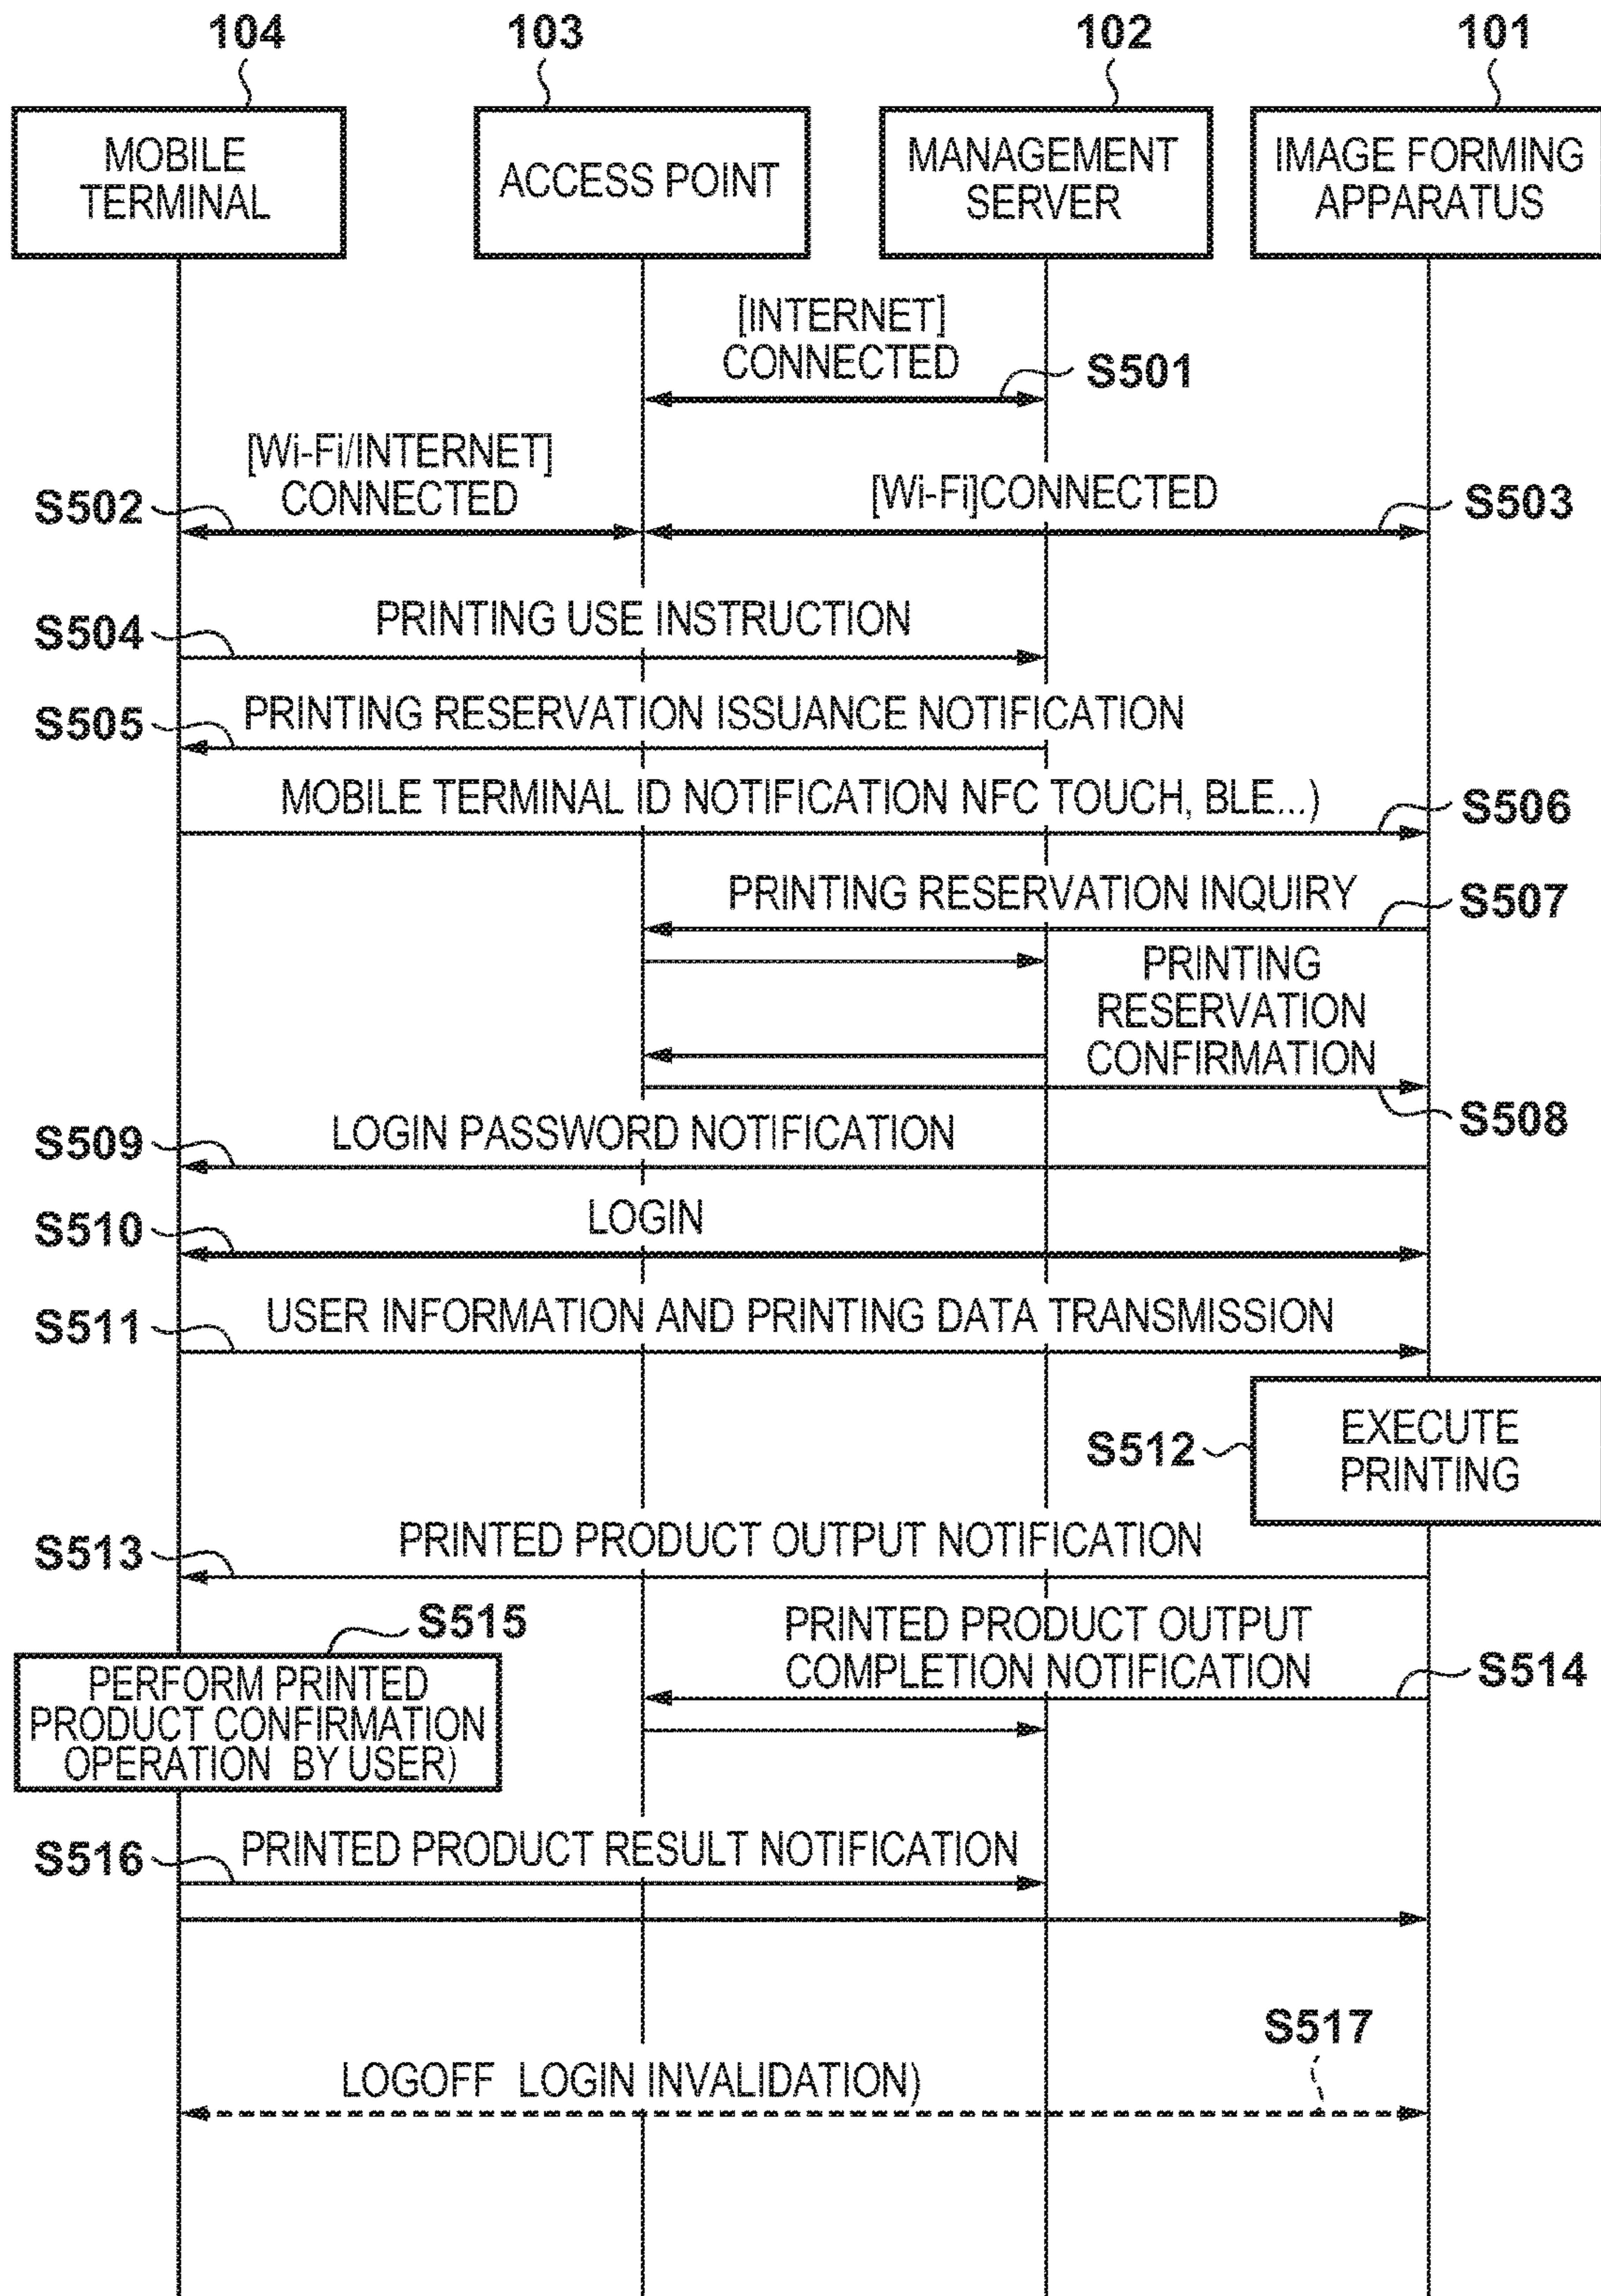 104
103
102
101
MOBILE
TERMINAL
ACCESS POINT
MANAGEMENT
SERVER
IMAGE FORMING
APPARATUS
[INTERNET]
CONNECTED
S501
[Wi-Fi/INTERNET]
CONNECTED
S502
[Wi-Fi]CONNECTED
S503
PRINTING USE INSTRUCTION
S504
PRINTING RESERVATION ISSUANCE NOTIFICATION
S505
MOBILE TERMINAL ID NOTIFICATION NFC TOUCH, BLE...)
S506
PRINTING RESERVATION INQUIRY
S507
PRINTING
RESERVATION
CONFIRMATION
S508
LOGIN PASSWORD NOTIFICATION
S509
LOGIN
S510
USER INFORMATION AND PRINTING DATA TRANSMISSION
S511
EXECUTE
PRINTING
S512
PRINTED PRODUCT OUTPUT NOTIFICATION
S513
PRINTED PRODUCT OUTPUT
COMPLETION NOTIFICATION
S514
S515
PERFORM PRINTED
PRODUCT CONFIRMATION
OPERATION BY USER)
PRINTED PRODUCT RESULT NOTIFICATION
S516
S517
LOGOFF LOGIN INVALIDATION)